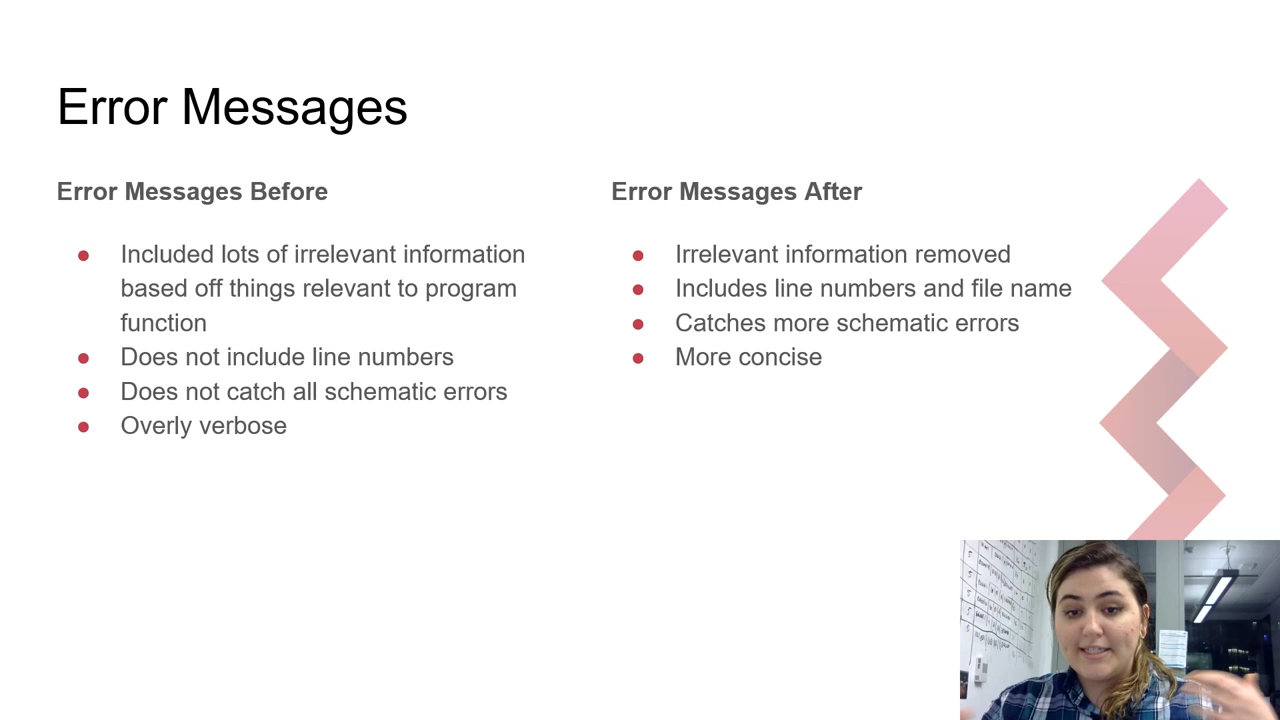 Error Messages
Error Messages Before
Included lots of irrelevant information
based off things relevant to program
function
Does not include line numbers
Does not catch all schematic errors
Overly verbose
Error Messages After
Irrelevant information removed
Includes line numbers and file name
Catches more schematic errors
More concise